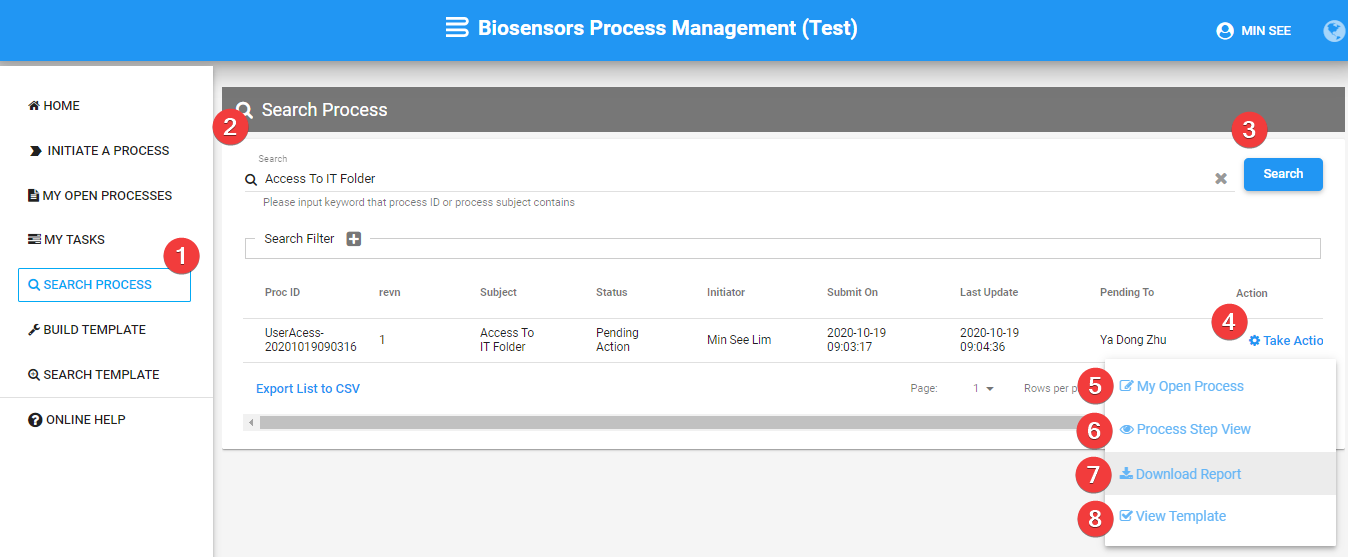 Biosensors Process Management (Test)
MIN SEE
HOME
INITIATE A PROCESS
MY OPEN PROCESSES
MY TASKS
1
SEARCH PROCESS
BUILD TEMPLATE
SEARCH TEMPLATE
ONLINE HELP
Search Process
2
3
Search
Access To IT Folder
Search
Please input keyword that process ID or process subject contains
Search Filter
Proc ID revn Subject Status Initiator Submit On Last Update Pending To Action
4
UserAcess-
20201019090316
1
Access To
IT Folder
Pending
Action
Min See Lim
2020-10-19
09:03:17
2020-10-19
09:04:36
Ya Dong Zhu
Take Actio
Export List to CSV
Page: 1
Rows per p
5 My Open Process
6 Process Step View
7 Download Report
8 View Template